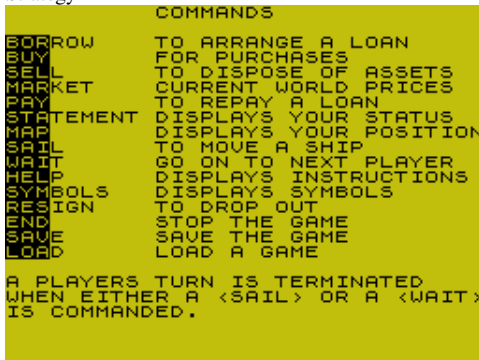 COMMANDS
BORROW TO ARRANGE A LOAN
BUY FOR PURCHASES
SELL TO DISPOSE OF ASSETS
MARKET CURRENT WORLD PRICES
PAY TO REPAY A LOAN
STATEMENT DISPLAYS YOUR STATUS
MAP DISPLAYS YOUR POSITION
SAIL TO MOVE A SHIP
WAIT GO ON TO NEXT PLAYER
HELP DISPLAYS INSTRUCTIONS
SYMBOLS DISPLAYS SYMBOLS
RESIGN TO DROP OUT
END STOP THE GAME
SAVE SAVE THE GAME
LOAD LOAD A GAME
A PLAYERS TURN IS TERMINATED
WHEN EITHER A <SAIL> OR A <WAIT>
IS COMMANDED.